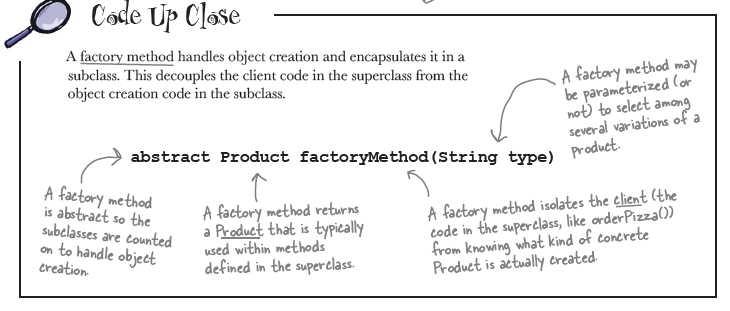 Code Up Close
A factory method handles object creation and encapsulates it in a
subclass. This decouples the client code in the superclass from the
object creation code in the subclass.
A factory method may
be parameterized (or
not) to select among
several variations of a
product.
abstract Product factoryMethod(String type)
A factory method
is abstract so the
subclasses are counted
on to handle object
creation.
A factory method returns
a Product that is typically
used within methods
defined in the superclass.
A factory method isolates the client (the
code in the superclass, like orderPizza())
from knowing what kind of concrete
Product is actually created.